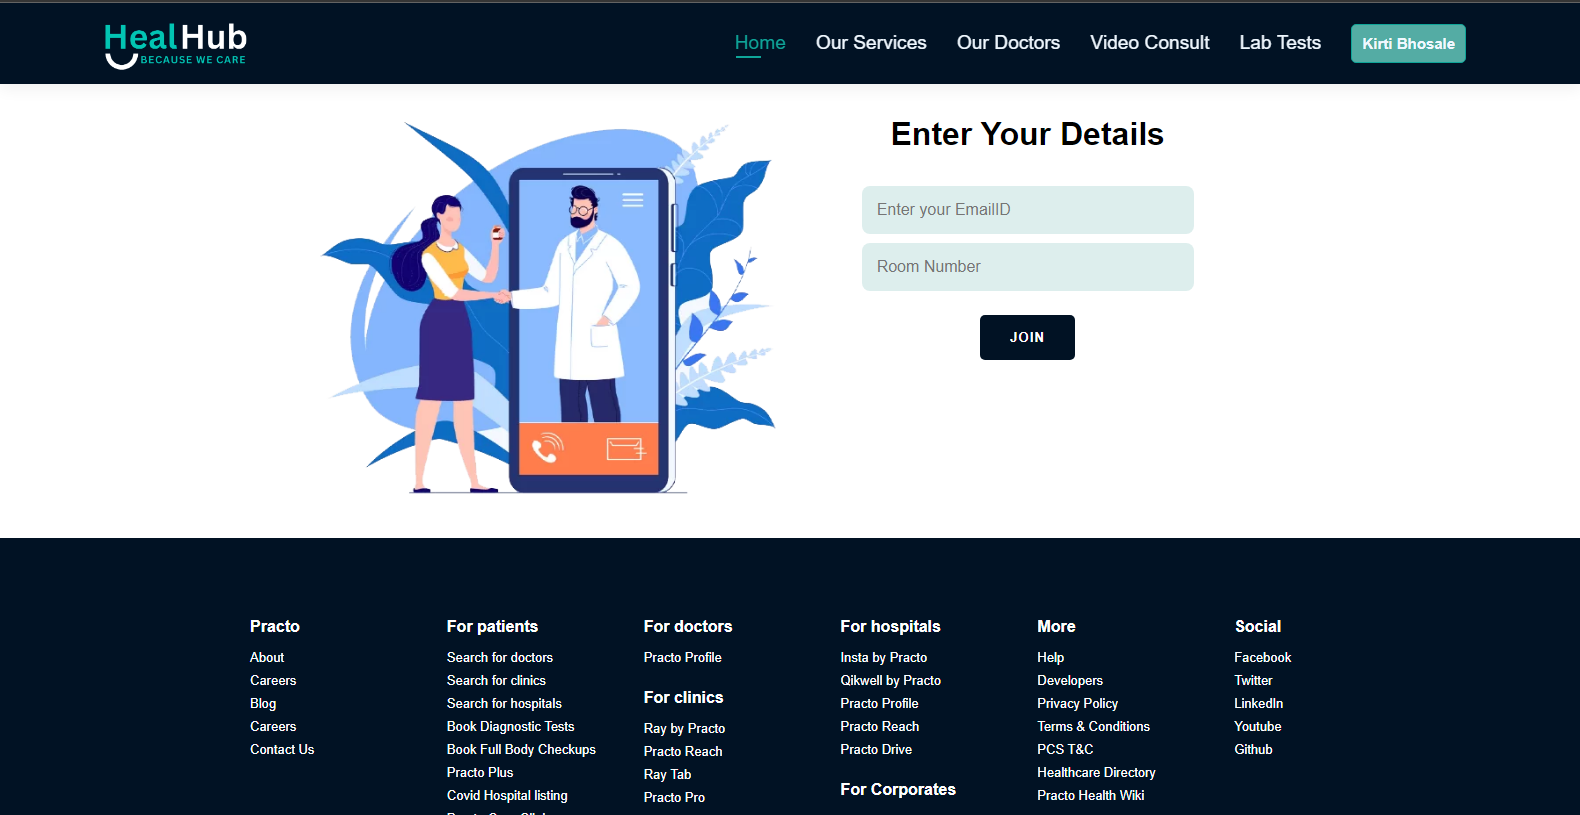 HealHub
BECAUSE WE CARE
Home
Our Services
Our Doctors
Video Consult
Lab Tests
Kirti Bhosale
Enter Your Details
Enter your EmailID
Room Number
JOIN
Practo
About
Careers
Blog
Careers
Contact Us
For patients
Search for doctors
Search for clinics
Search for hospitals
Book Diagnostic Tests
Book Full Body Checkups
Practo Plus
Covid Hospital listing
For doctors
Practo Profile
For clinics
Ray by Practo
Practo Reach
Ray Tab
Practo Pro
For hospitals
Insta by Practo
Qikwell by Practo
Practo Profile
Practo Reach
Practo Drive
For Corporates
More
Help
Developers
Privacy Policy
Terms & Conditions
PCS T&C
Healthcare Directory
Practo Health Wiki
Social
Facebook
Twitter
LinkedIn
Youtube
Github